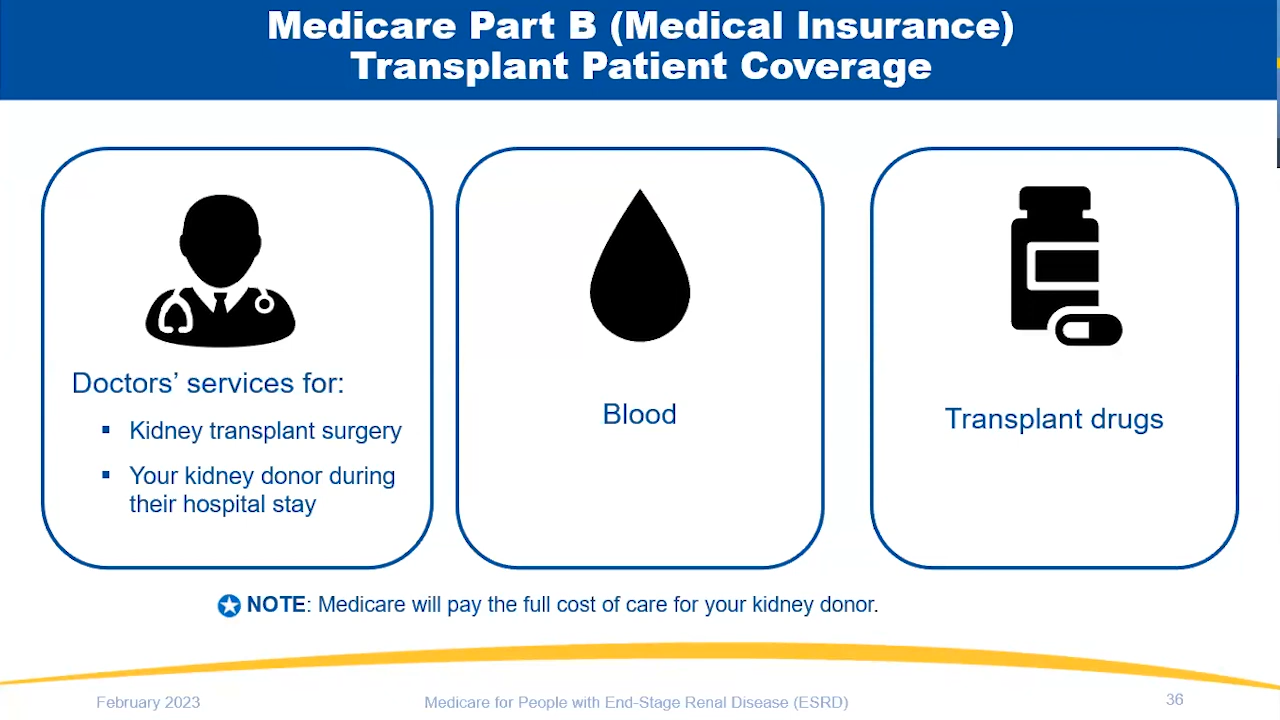 Medicare Part B (Medical Insurance)
Transplant Patient Coverage
Doctors’ services for:
▪ Kidney transplant surgery
▪ Your kidney donor during
their hospital stay
Blood
Transplant drugs
NOTE: Medicare will pay the full cost of care for your kidney donor.
February 2023
Medicare for People with End-Stage Renal Disease (ESRD)
36